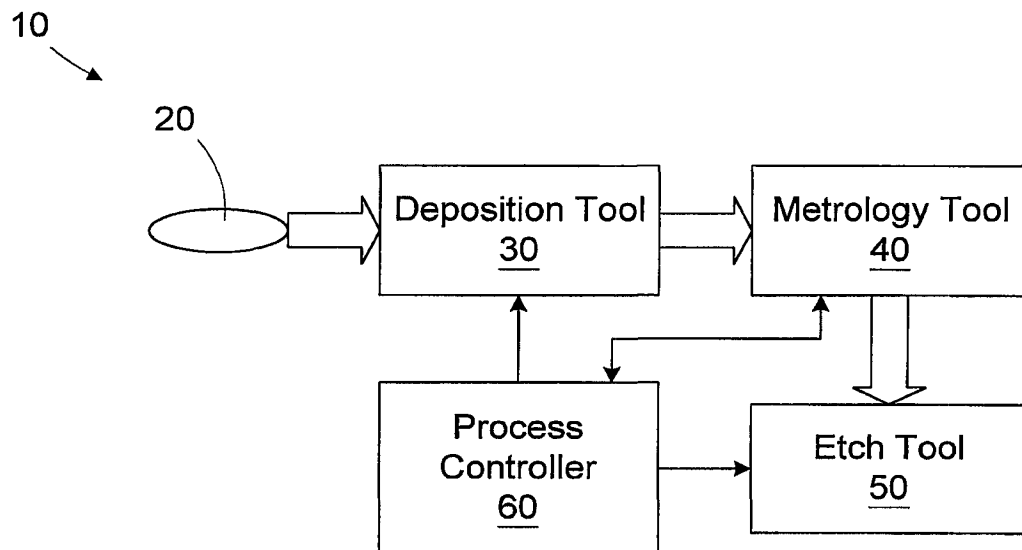 10
20
Deposition Tool
30
Metrology Tool
40
Process
Controller
60
Etch Tool
50